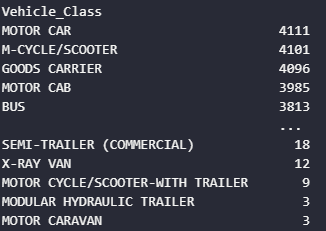 Vehicle_Class
MOTOR CAR 4111
M-CYCLE/SCOOTER 4101
GOODS CARRIER 4096
MOTOR CAB 3985
BUS 3813
...
SEMI-TRAILER (COMMERCIAL) 18
X-RAY VAN 12
MOTOR CYCLE/SCOOTER-WITH TRAILER 9
MODULAR HYDRAULIC TRAILER 3
MOTOR CARAVAN 3